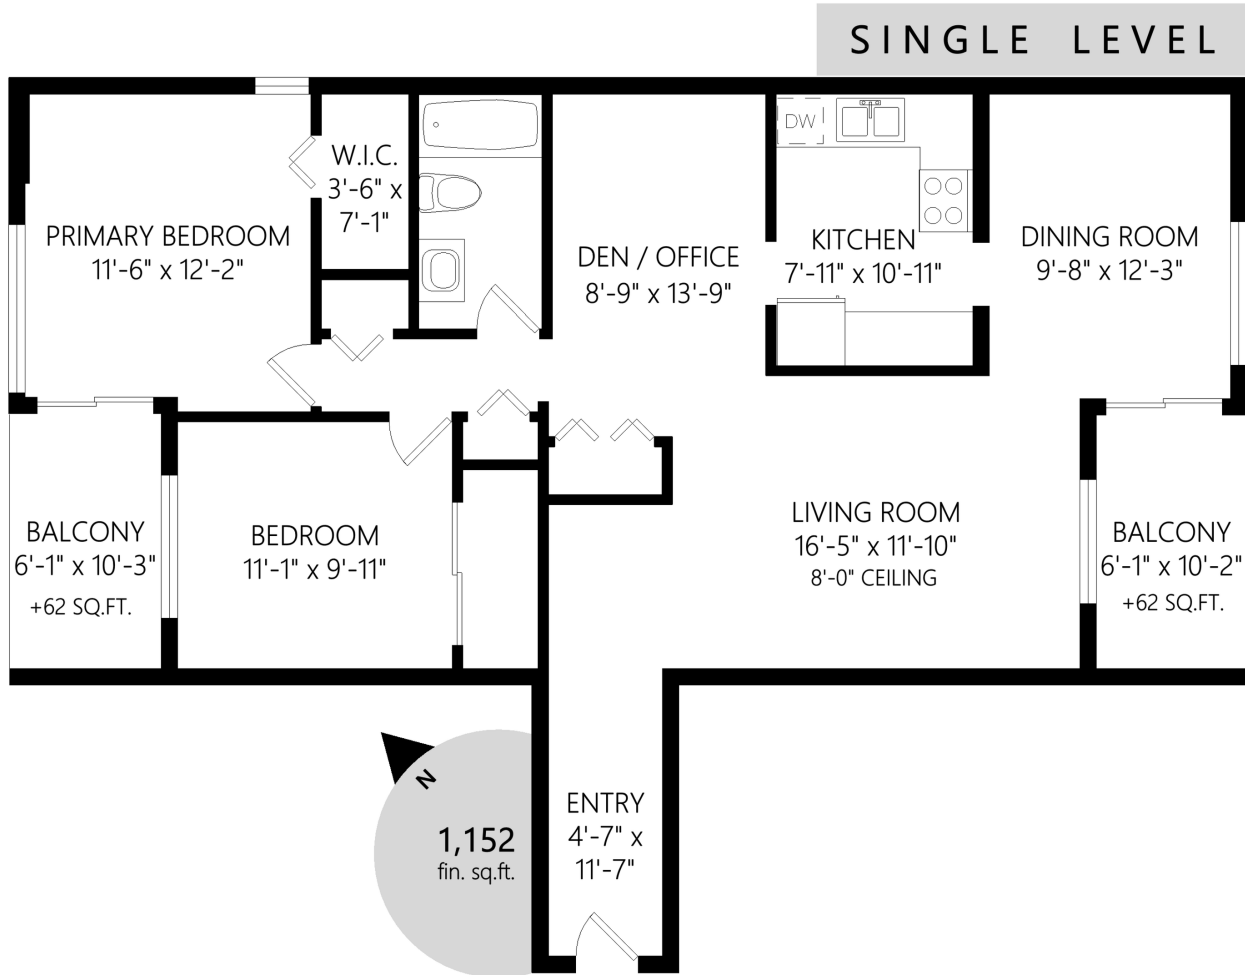 SINGLE LEVEL
DW
W.I.C.
3'-6" x
7'-1"
PRIMARY BEDROOM
11'-6" x 12'-2"
DEN / OFFICE
8'-9" x 13'-9"
KITCHEN
7'-11" x 10'-11"
DINING ROOM
9'-8" x 12'-3"
BALCONY
6'-1" x 10'-3"
+62 SQ.FT.
BEDROOM
11'-1" x 9'-11"
LIVING ROOM
16'-5" x 11'-10"
8'-0" CEILING
BALCONY
6'-1" x 10'-2"
+62 SQ.FT.
N
1,152
fin. sq.ft.
ENTRY
4'-7" x
11'-7"